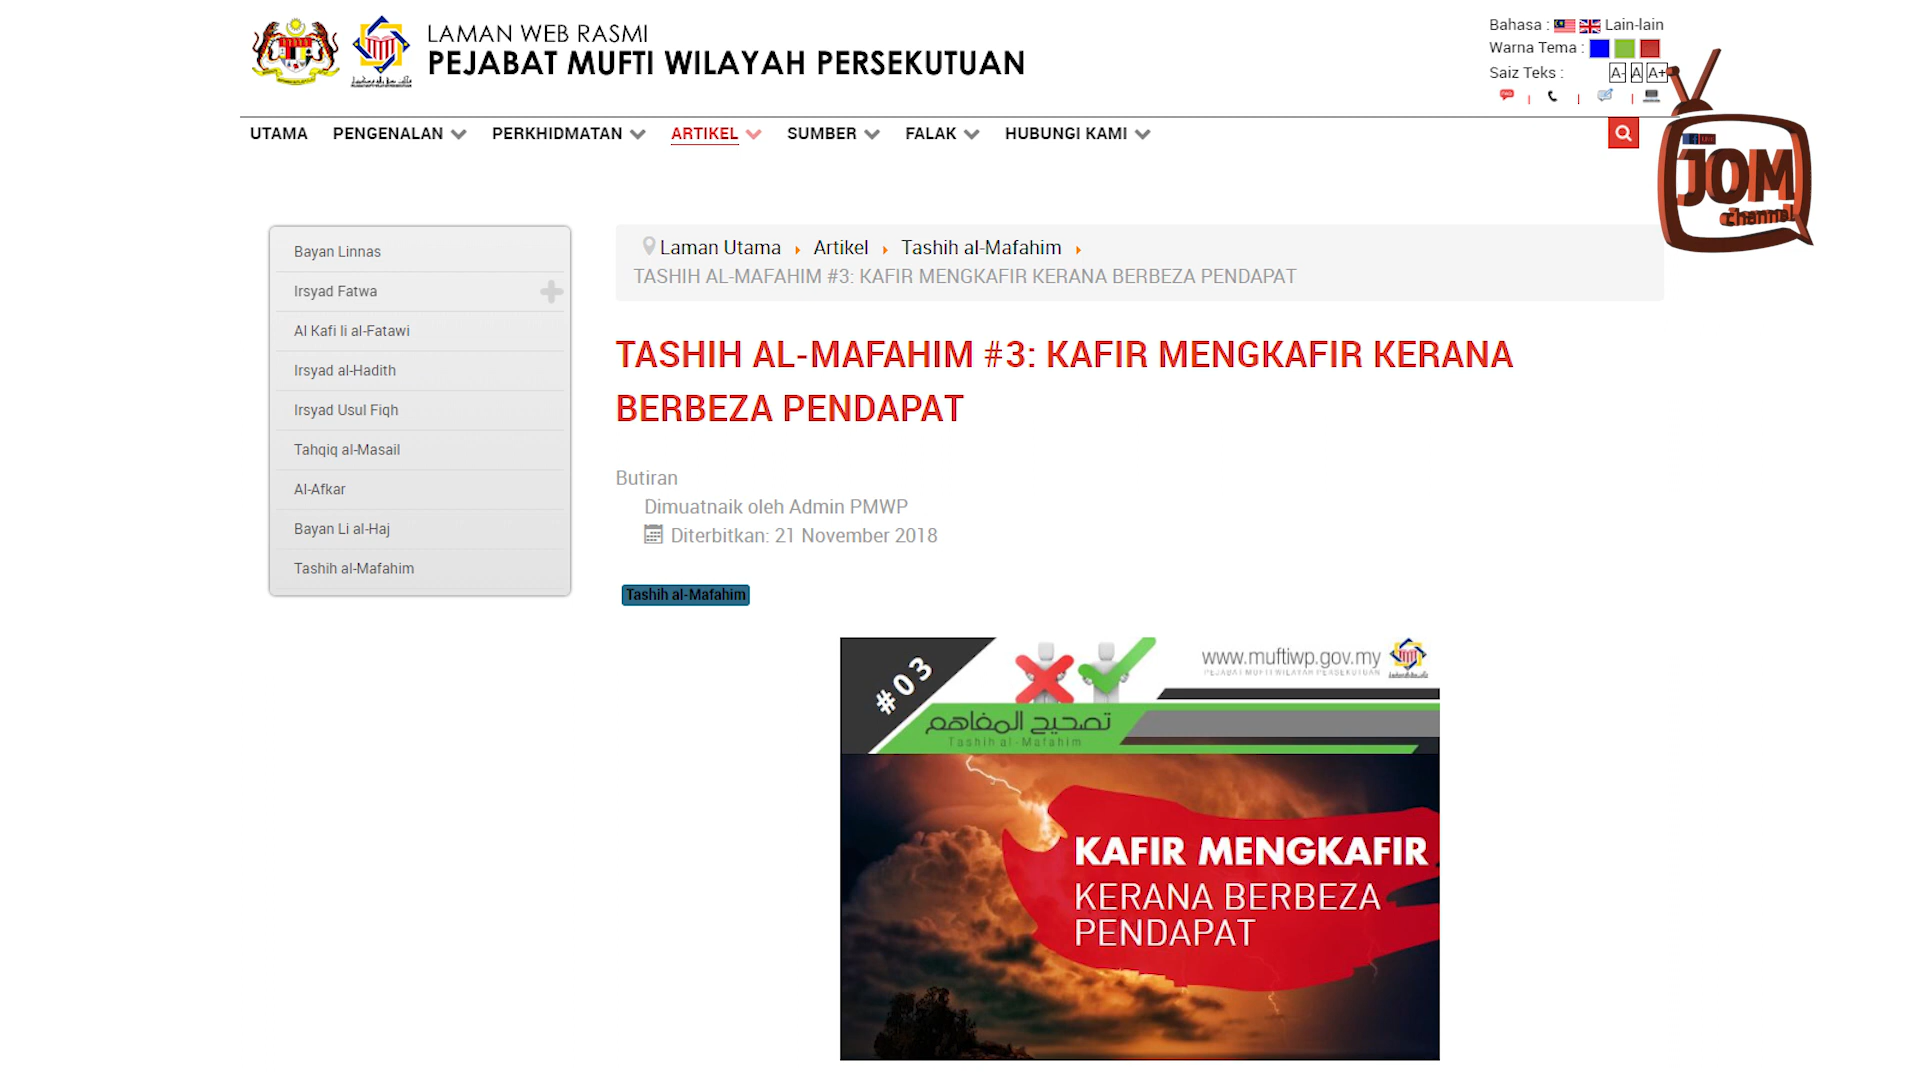 LAMAN WEB RASMI
PEJABAT MUFTI WILAYAH PERSEKUTUAN
Bahasa : Lain-lain
Warna Tema :
Saiz Teks : A- A A+
UTAMA PENGENALAN PERKHIDMATAN ARTIKEL SUMBER FALAK HUBUNGI KAMI
JOM
channel
Bayan Linnas
Irsyad Fatwa
Al Kafi li al-Fatawi
Irsyad al-Hadith
Irsyad Usul Fiqh
Tahqiq al-Masail
Al-Afkar
Bayan Li al-Haj
Tashih al-Mafahim
Laman Utama Artikel Tashih al-Mafahim
TASHIH AL-MAFAHIM #3: KAFIR MENGKAFIR KERANA BERBEZA PENDAPAT
TASHIH AL-MAFAHIM #3: KAFIR MENGKAFIR KERANA
BERBEZA PENDAPAT
Butiran
Dimuatnaik oleh Admin PMWP
Diterbitkan: 21 November 2018
Tashih al-Mafahim
#03
www.muftiwp.gov.my
PEJABAT MUFTI WILAYAH PERSEKUTUAN
تصحيح المفاهم
Tashih al-Mafahim
KAFIR MENGKAFIR
KERANA BERBEZA
PENDAPAT